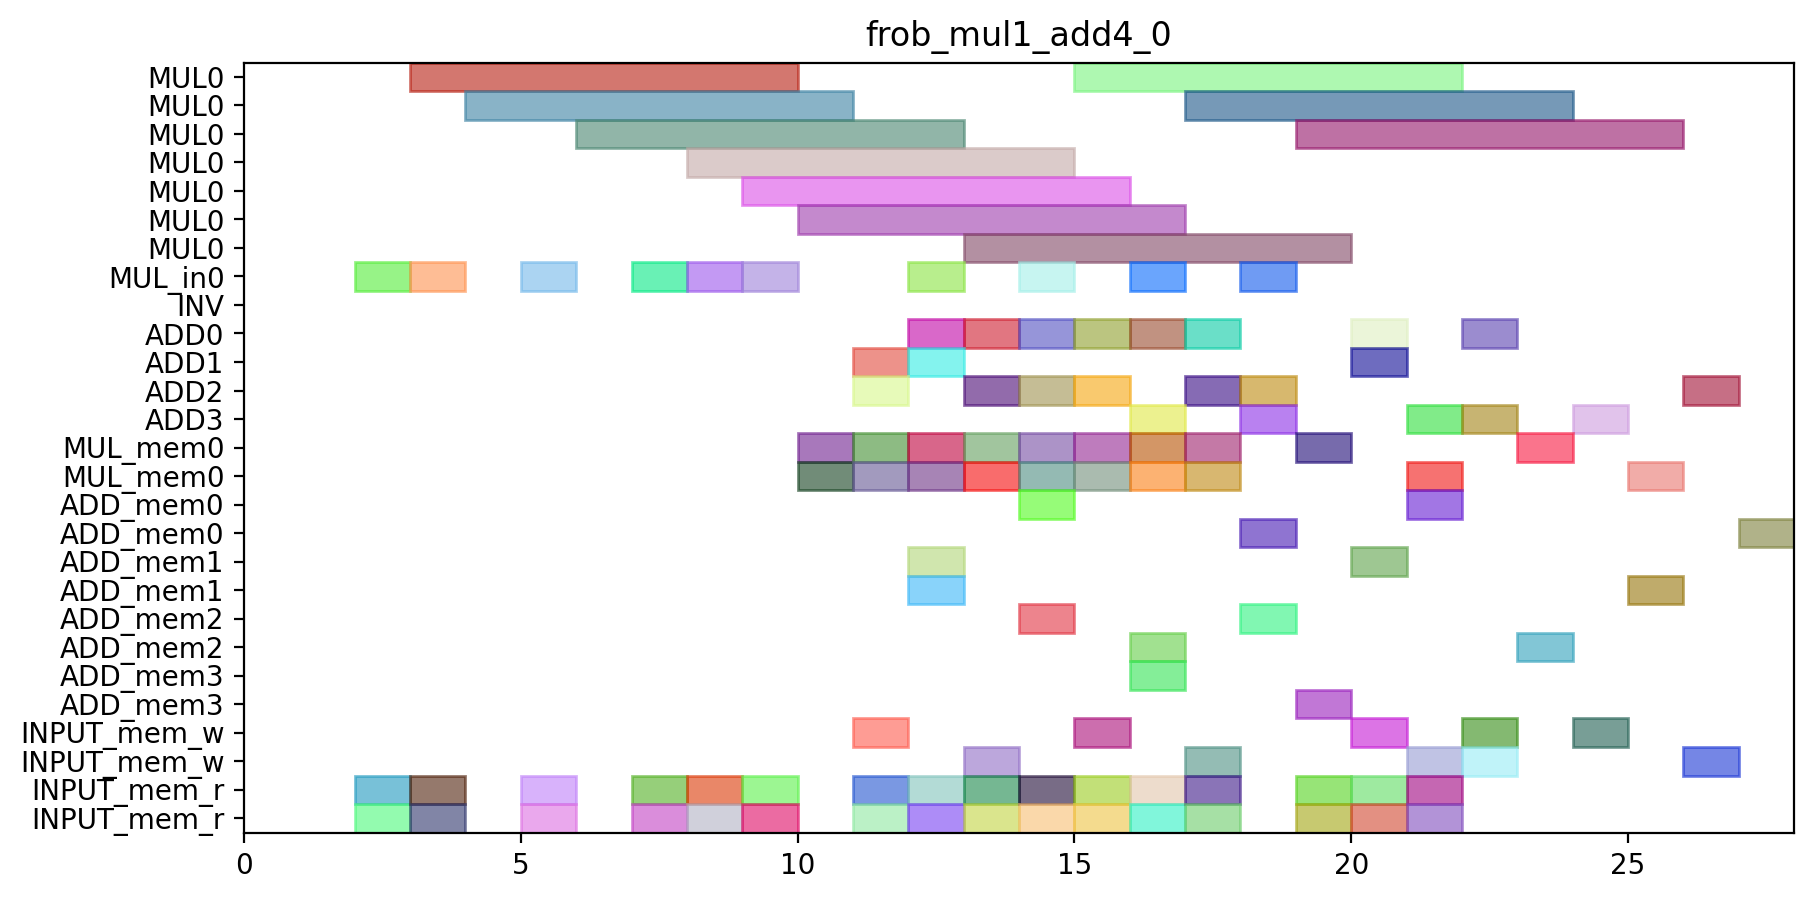 frob_mul1_add4_0
MUL0
MUL0
MUL0
MUL0
MUL0
MUL0
MUL0
MUL_in0
INV
ADD0
ADD1
ADD2
ADD3
MUL_mem0
MUL_mem0
ADD_mem0
ADD_mem0
ADD_mem1
ADD_mem1
ADD_mem2
ADD_mem2
ADD_mem3
ADD_mem3
INPUT_mem_w
INPUT_mem_w
INPUT_mem_r
INPUT_mem_r
0 5 10 15 20 25